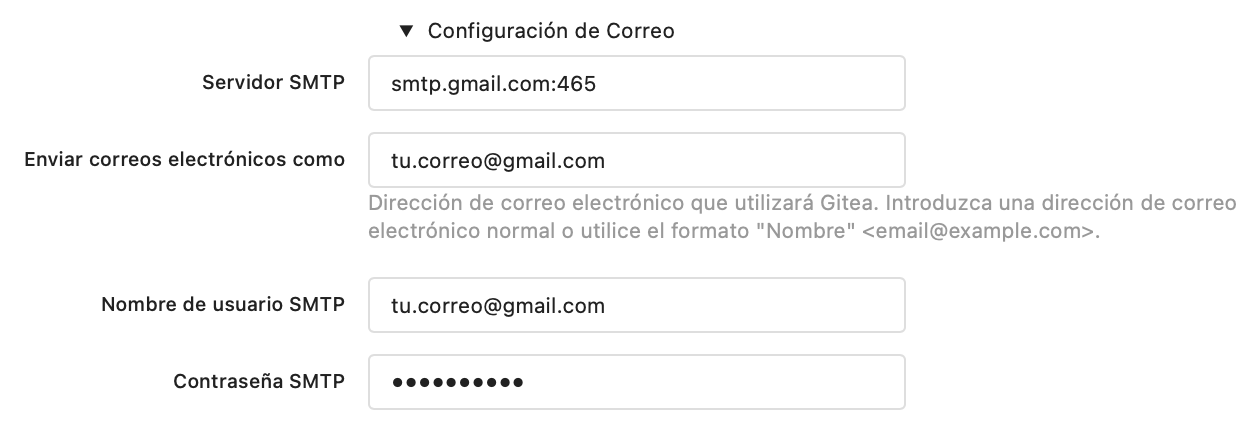 ▼ Configuración de Correo
Servidor SMTP smtp.gmail.com:465
Enviar correos electrónicos como tu.correo@gmail.com
Dirección de correo electrónico que utilizará Gitea. Introduzca una dirección de correo
electrónico normal o utilice el formato "Nombre" <email@example.com>.
Nombre de usuario SMTP tu.correo@gmail.com
Contraseña SMTP ••••••••••